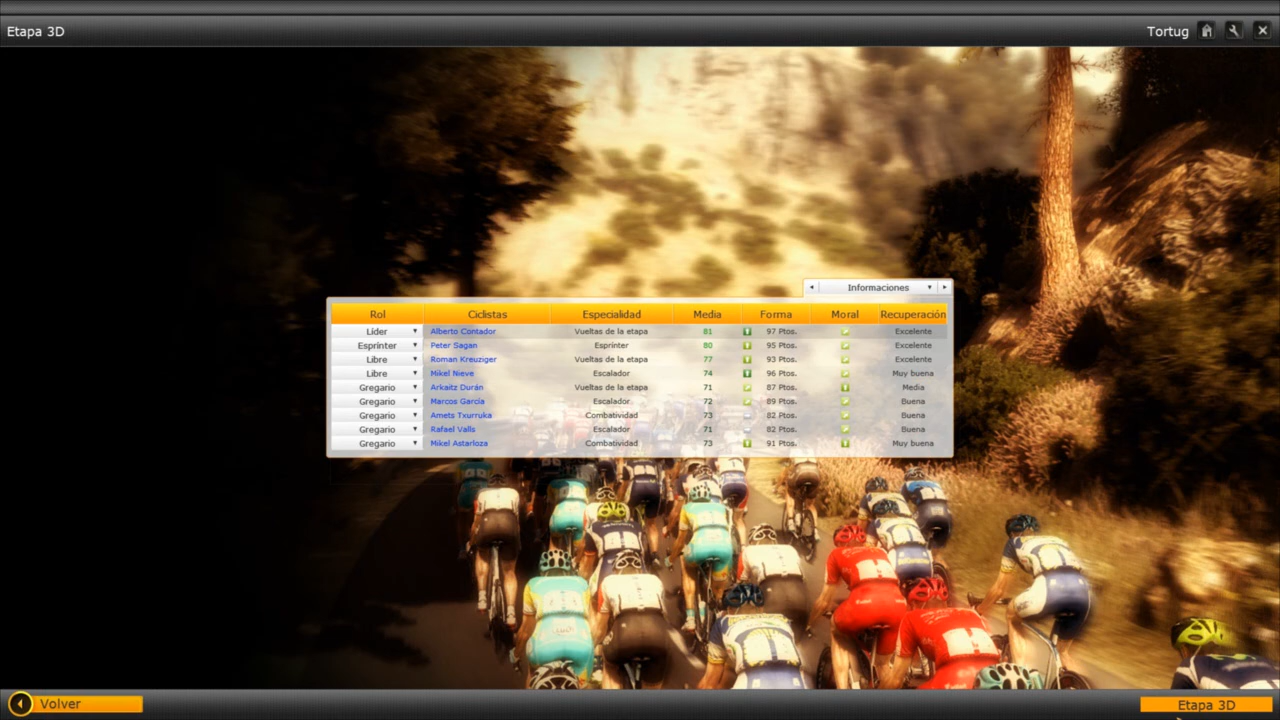 Etapa 3D
Tortug
Informaciones
Rol Ciclistas Especialidad Media Forma Moral Recuperación
Líder Alberto Contador Vueltas de la etapa 81 97 Ptos. Excelente
Esprínter Peter Sagan Esprínter 80 95 Ptos. Excelente
Libre Roman Kreuziger Vueltas de la etapa 77 93 Ptos. Excelente
Libre Mikel Nieve Escalador 74 96 Ptos. Muy buena
Gregario Arkaitz Durán Vueltas de la etapa 71 87 Ptos. Media
Gregario Marcos García Escalador 72 89 Ptos. Buena
Gregario Amets Txurruka Combatividad 73 82 Ptos. Buena
Gregario Rafael Valls Escalador 71 82 Ptos. Buena
Gregario Mikel Astarloza Combatividad 73 91 Ptos. Muy buena
Volver
Etapa 3D